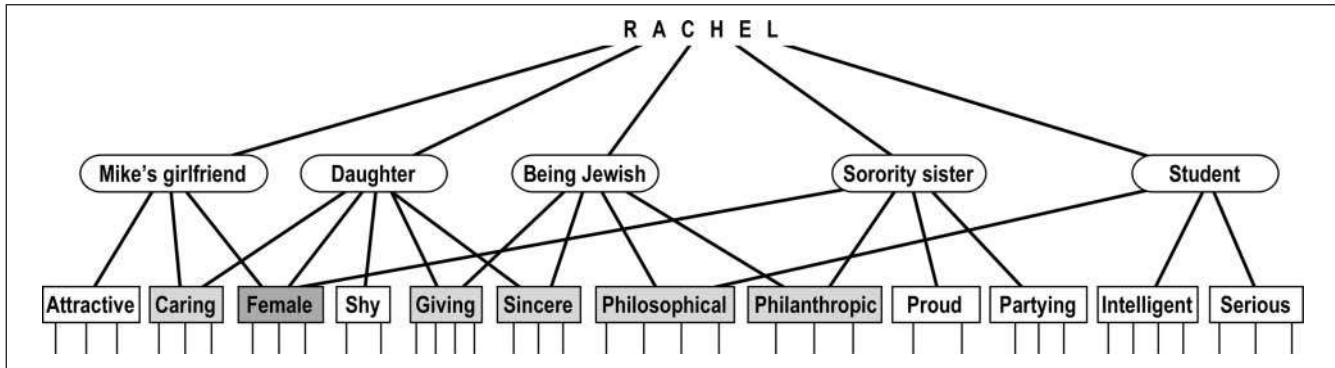 R A C H E L
Mike's girlfriend Daughter Being Jewish Sorority sister Student
Attractive Caring Female Shy Giving Sincere Philosophical Philanthropic Proud Partying Intelligent Serious